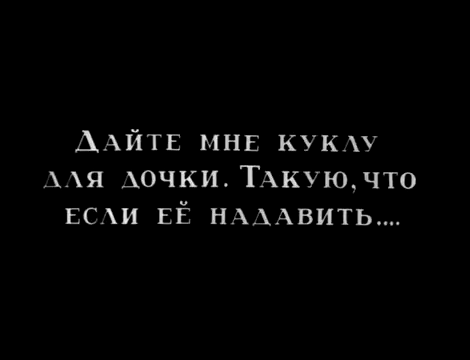 Дайте мне куклу
для дочки. Такую, что
если её надавить....